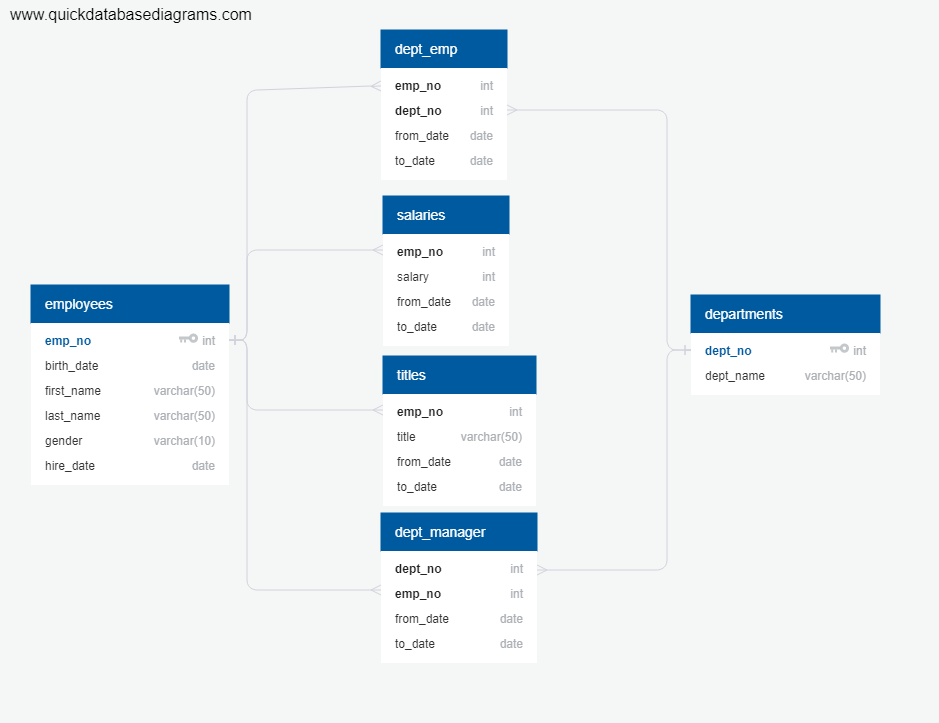 www.quickdatabasediagrams.com
dept_emp
emp_no int
dept_no int
from_date date
to_date date
salaries
emp_no int
salary int
from_date date
to_date date
employees
emp_no int
birth_date date
first_name varchar(50)
last_name varchar(50)
gender varchar(10)
hire_date date
departments
dept_no int
dept_name varchar(50)
titles
emp_no int
title varchar(50)
from_date date
to_date date
dept_manager
dept_no int
emp_no int
from_date date
to_date date